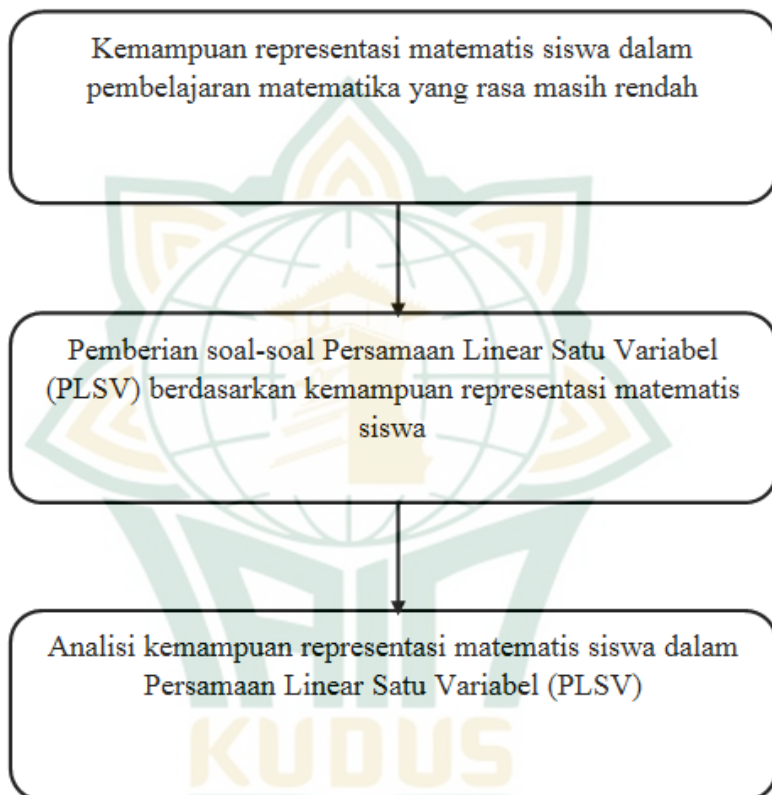 Kemampuan representasi matematis siswa dalam
pembelajaran matematika yang rasa masih rendah
Pemberian soal-soal Persamaan Linear Satu Variabel
(PLSV) berdasarkan kemampuan representasi matematis
siswa
Analisi kemampuan representasi matematis siswa dalam
Persamaan Linear Satu Variabel (PLSV)
IAIN
KUDUS